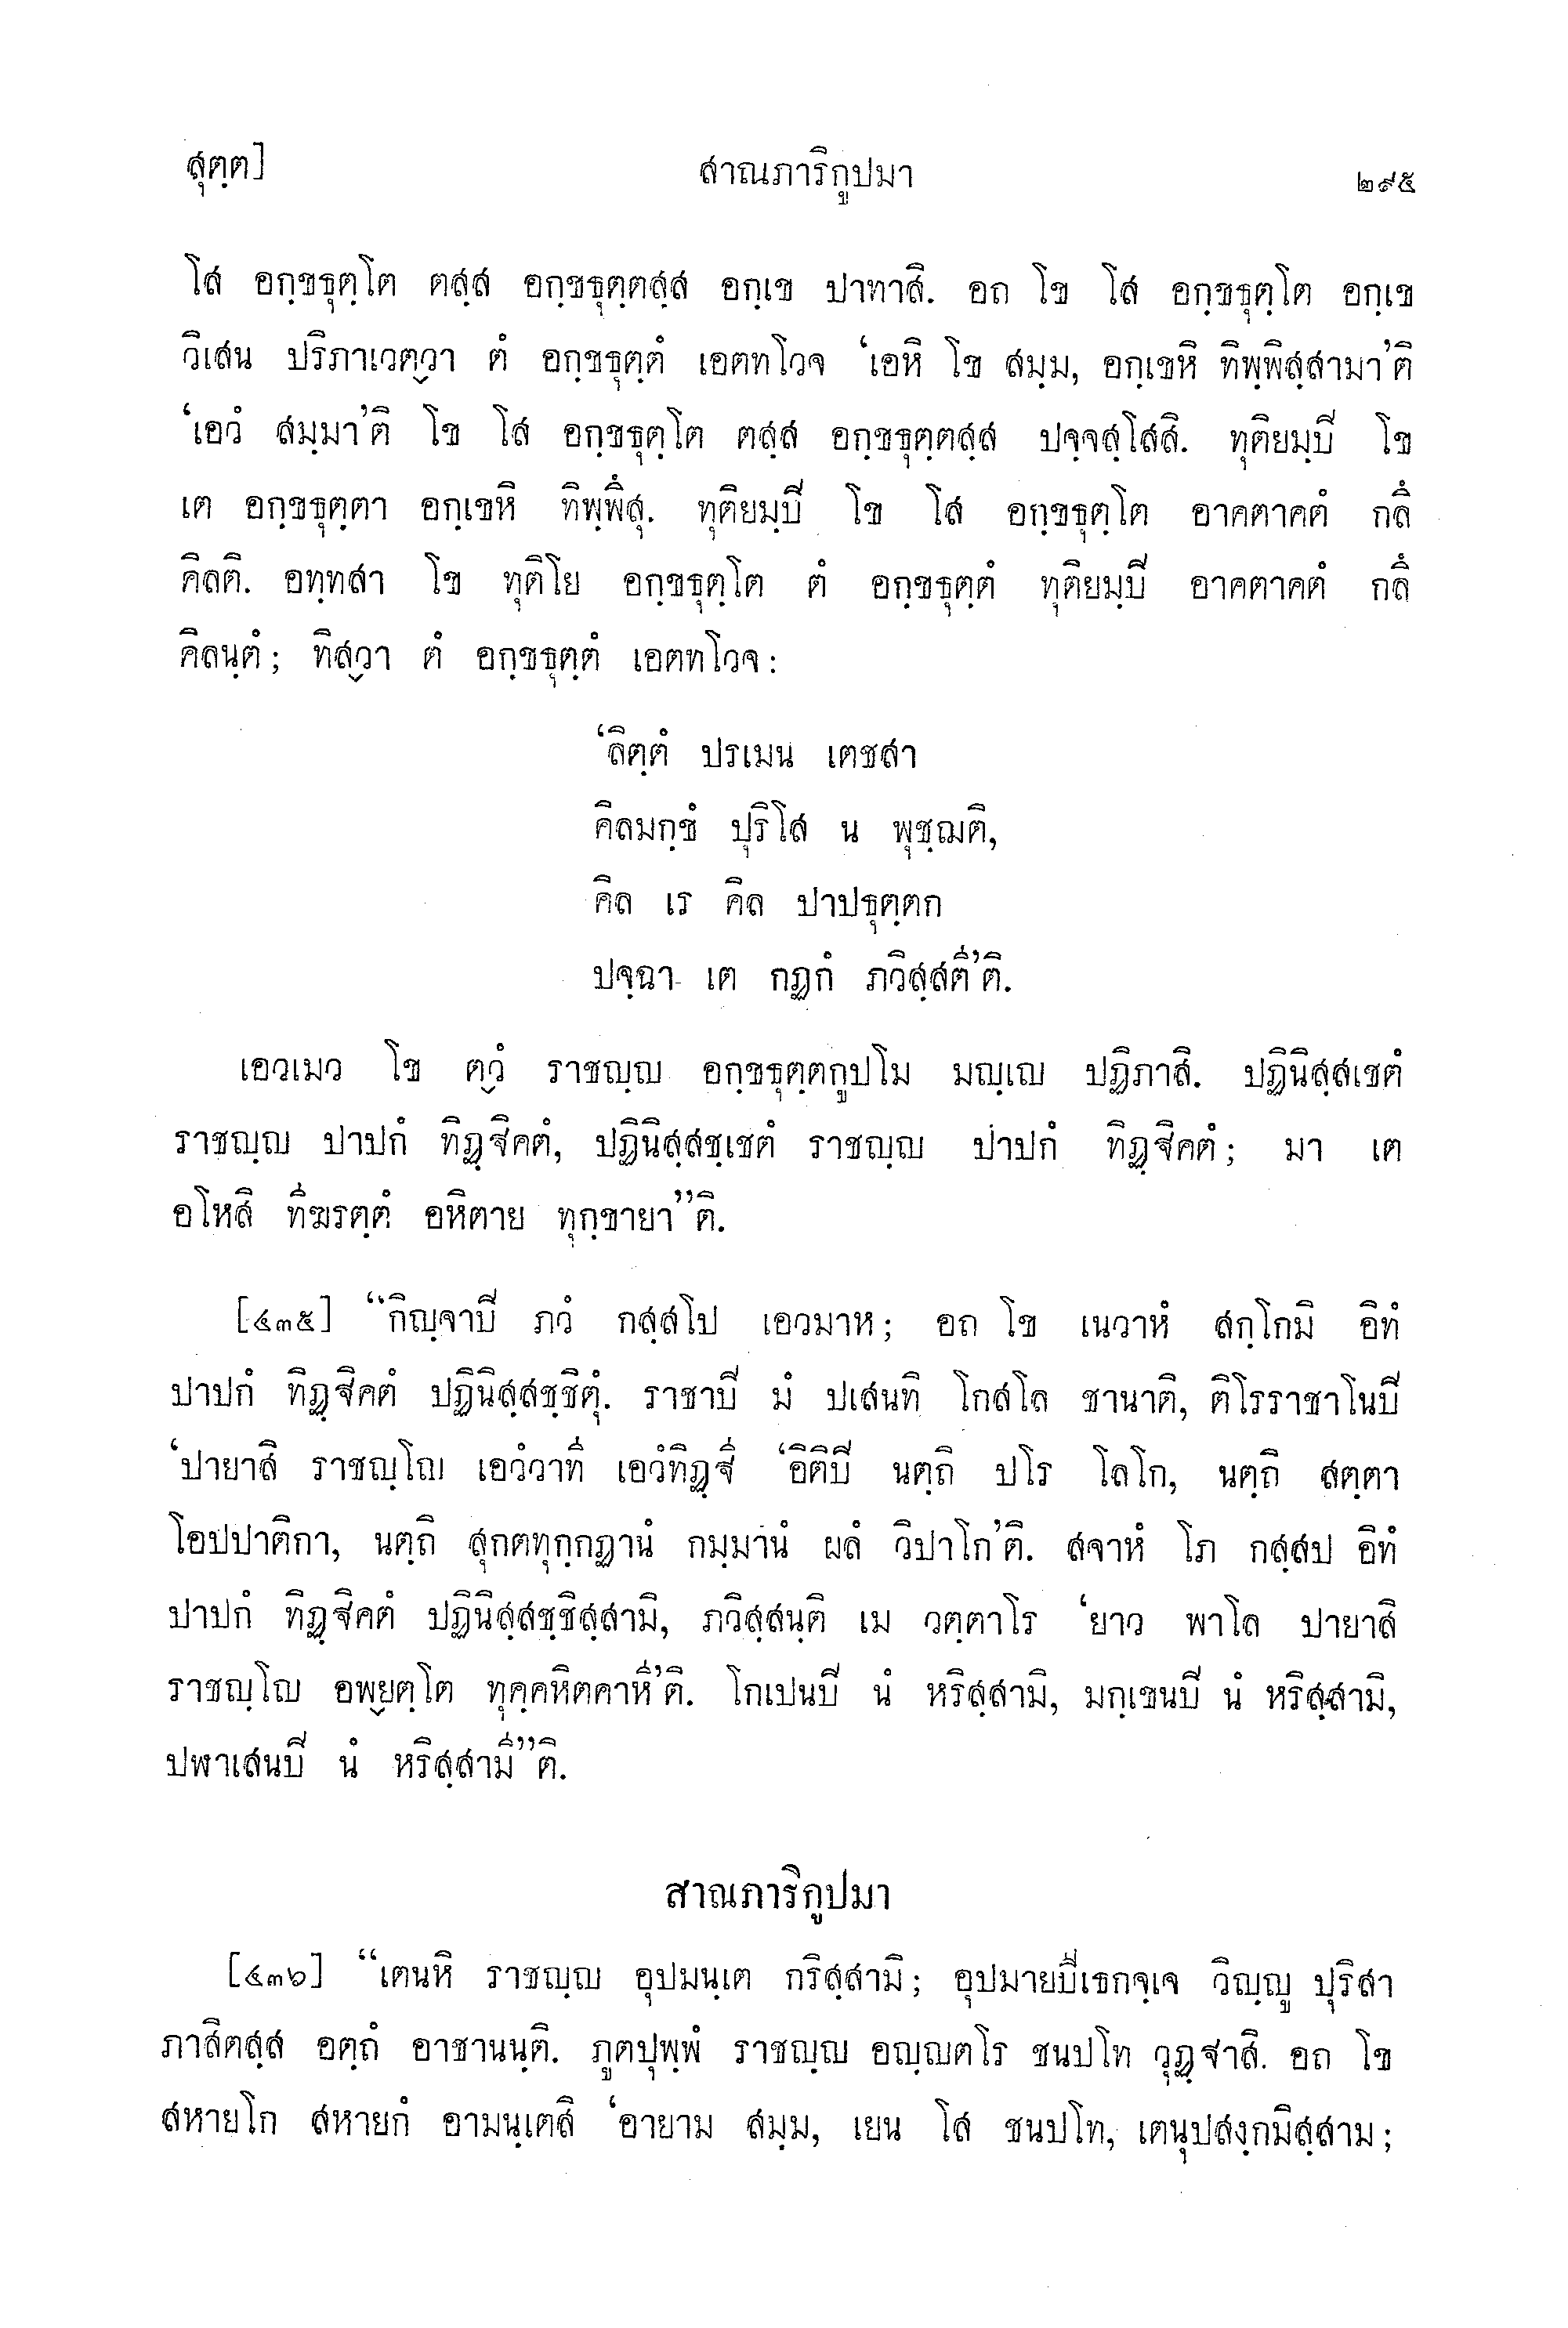 สุตฺต]
สาณภาริกูปมา
๒๙๕
โส อกฺขธุตฺโต ตสฺส อกฺขธุตฺตสฺส อกฺเข ปาทาสิ. อถ โข โส อกฺขธุตฺโต อกฺเข
วิเสน ปริภาเวตฺวา ตํ อกฺขธุตฺตํ เอตทโวจ ‘เอหิ โข สมฺม, อกฺเขหิ ทิพฺพิสฺสามา’ติ
‘เอวํ สมฺมา’ติ โข โส อกฺขธุตฺโต ตสฺส อกฺขธุตฺตสฺส ปจฺจสฺโสสิ. ทุติยมฺปิ โข
เต อกฺขธุตฺตา อกฺเขหิ ทิพฺพึสุ. ทุติยมฺปิ โข โส อกฺขธุตฺโต อาคตาคตํ กลึ
คิลติ. อทฺทสา โข ทุติโย อกฺขธุตฺโต ตํ อกฺขธุตฺตํ ทุติยมฺปิ อาคตาคตํ กลึ
คิลนฺตํ; ทิสฺวา ตํ อกฺขธุตฺตํ เอตทโวจ:
‘ลิตฺตํ ปรเมน เตชสา
คิลมกฺขํ ปุริโส น พุชฺฌติ,
คิล เร คิล ปาปธุตฺตก
ปจฺฉา เต กฏกํ ภวิสฺสตี’ติ.
เอวเมว โข ตฺวํ ราชญฺญ อกฺขธุตฺตกูปโม มญฺเญ ปฏิภาสิ. ปฏินิสฺสเชตํ
ราชญฺญ ปาปกํ ทิฏฺฐิคตํ, ปฏินิสฺสชฺเชตํ ราชญฺญ ปาปกํ ทิฏฺฐิคตํ; มา เต
อโหสิ ทีฆรตฺตํ อหิตาย ทุกฺขายา”ติ.
[๔๓๕] “กิญฺจาปิ ภวํ กสฺสโป เอวมาห; อถ โข เนวาหํ สกฺโกมิ อิทํ
ปาปกํ ทิฏฺฐิคตํ ปฏินิสฺสชฺชิตุํ. ราชาปิ มํ ปเสนทิ โกสโล ชานาติ, ติโรราชาโนปิ
‘ปายาสิ ราชญฺโญ เอวํวาที เอวํทิฏฺฐี ‘อิติปิ นตฺถิ ปโร โลโก, นตฺถิ สตฺตา
โอปปาติกา, นตฺถิ สุกตทุกฺกฏานํ กมฺมานํ ผลํ วิปาโก’ติ. สจาหํ โภ กสฺสป อิทํ
ปาปกํ ทิฏฺฐิคตํ ปฏินิสฺสชฺชิสฺสามิ, ภวิสฺสนฺติ เม วตฺตาโร ‘ยาว พาโล ปายาสิ
ราชญฺโญ อพฺยตฺโต ทุคฺคหิตคาหี’ติ. โกเปนปิ นํ หริสฺสามิ, มกฺเขนปิ นํ หริสฺสามิ,
ปฬาเสนปิ นํ หริสฺสามี”ติ.
สาณภาริกูปมา
[๔๓๖] “เตนหิ ราชญฺญ อุปมนฺเต กริสฺสามิ; อุปมายปิเธกจฺเจ วิญฺญู ปุริสา
ภาสิตสฺส อตฺถํ อาชานนฺติ. ภูตปุพฺพํ ราชญฺญ อญฺญตโร ชนปโท วุฏฺฐาสิ. อถ โข
สหายโก สหายกํ อามนฺเตสิ ‘อายาม สมฺม, เยน โส ชนปโท, เตนุปสงฺกมิสฺสาม;